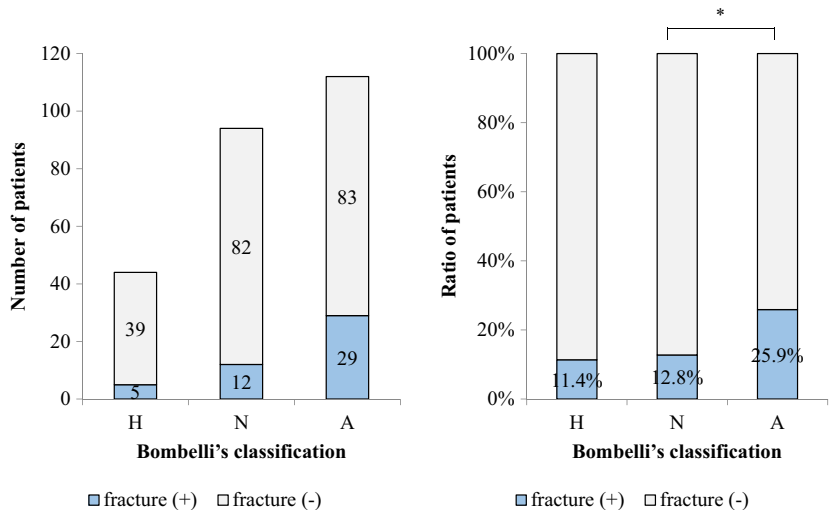 120
100
80
60
40
20
0
Number of patients
39
5
82
12
83
29
H N A
Bombelli's classification
fracture (+) fracture (-)
*
100%
80%
60%
40%
20%
0%
Ratio of patients
11.4%
12.8%
25.9%
H N A
Bombelli's classification
fracture (+) fracture (-)